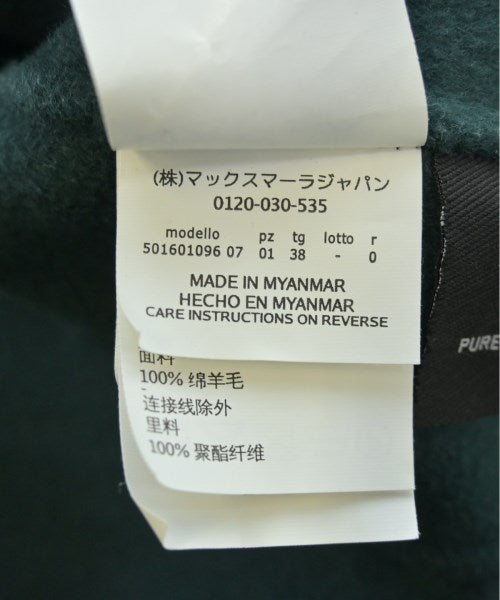 (株)マックスマーラジャパン
0120-030-535
modello pz tg lotto r
501601096 07 01 38 - 0
MADE IN MYANMAR
HECHO EN MYANMAR
CARE INSTRUCTIONS ON REVERSE
PURE
面料
100% 绵羊毛
连接线除外
里料
100% 聚酯纤维